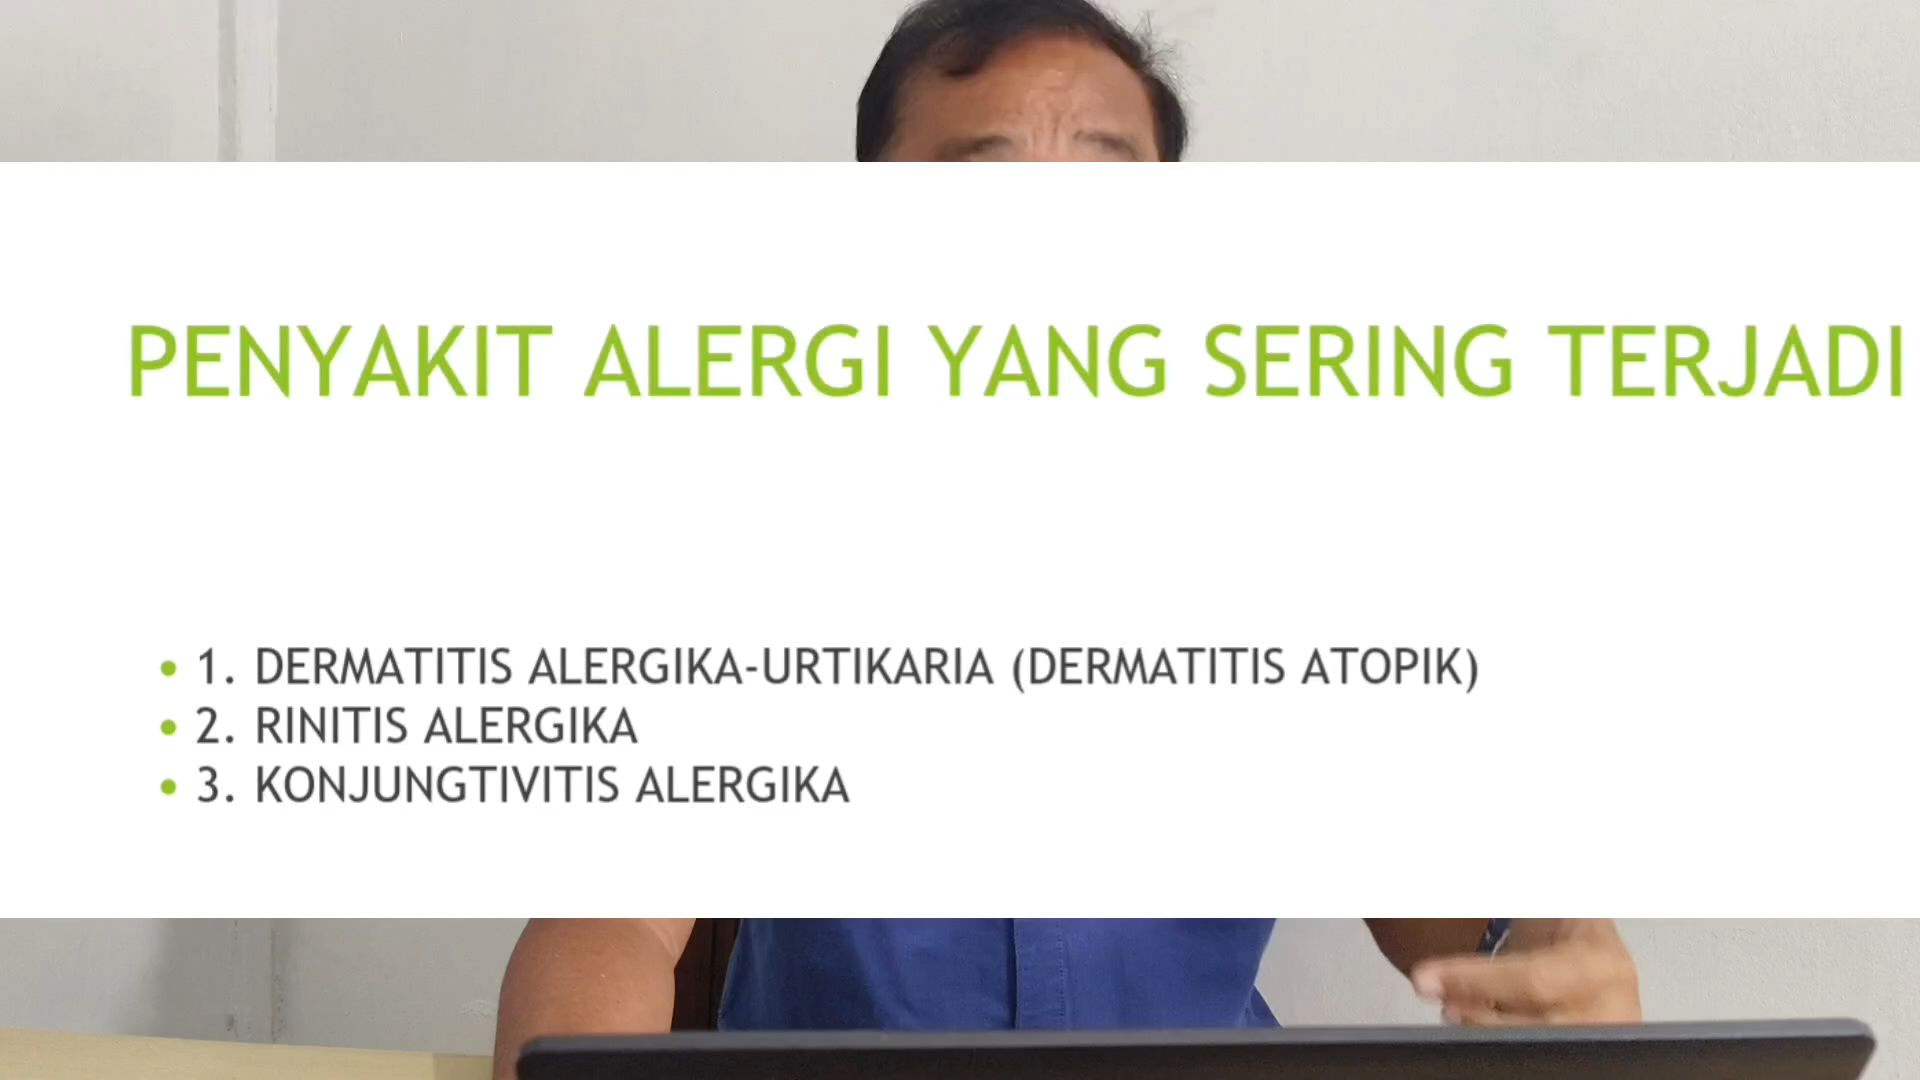 PENYAKIT ALERGI YANG SERING TERJADI
• 1. DERMATITIS ALERGIKA-URTIKARIA (DERMATITIS ATOPIK)
• 2. RINITIS ALERGIKA
• 3. KONJUNGTIVITIS ALERGIKA